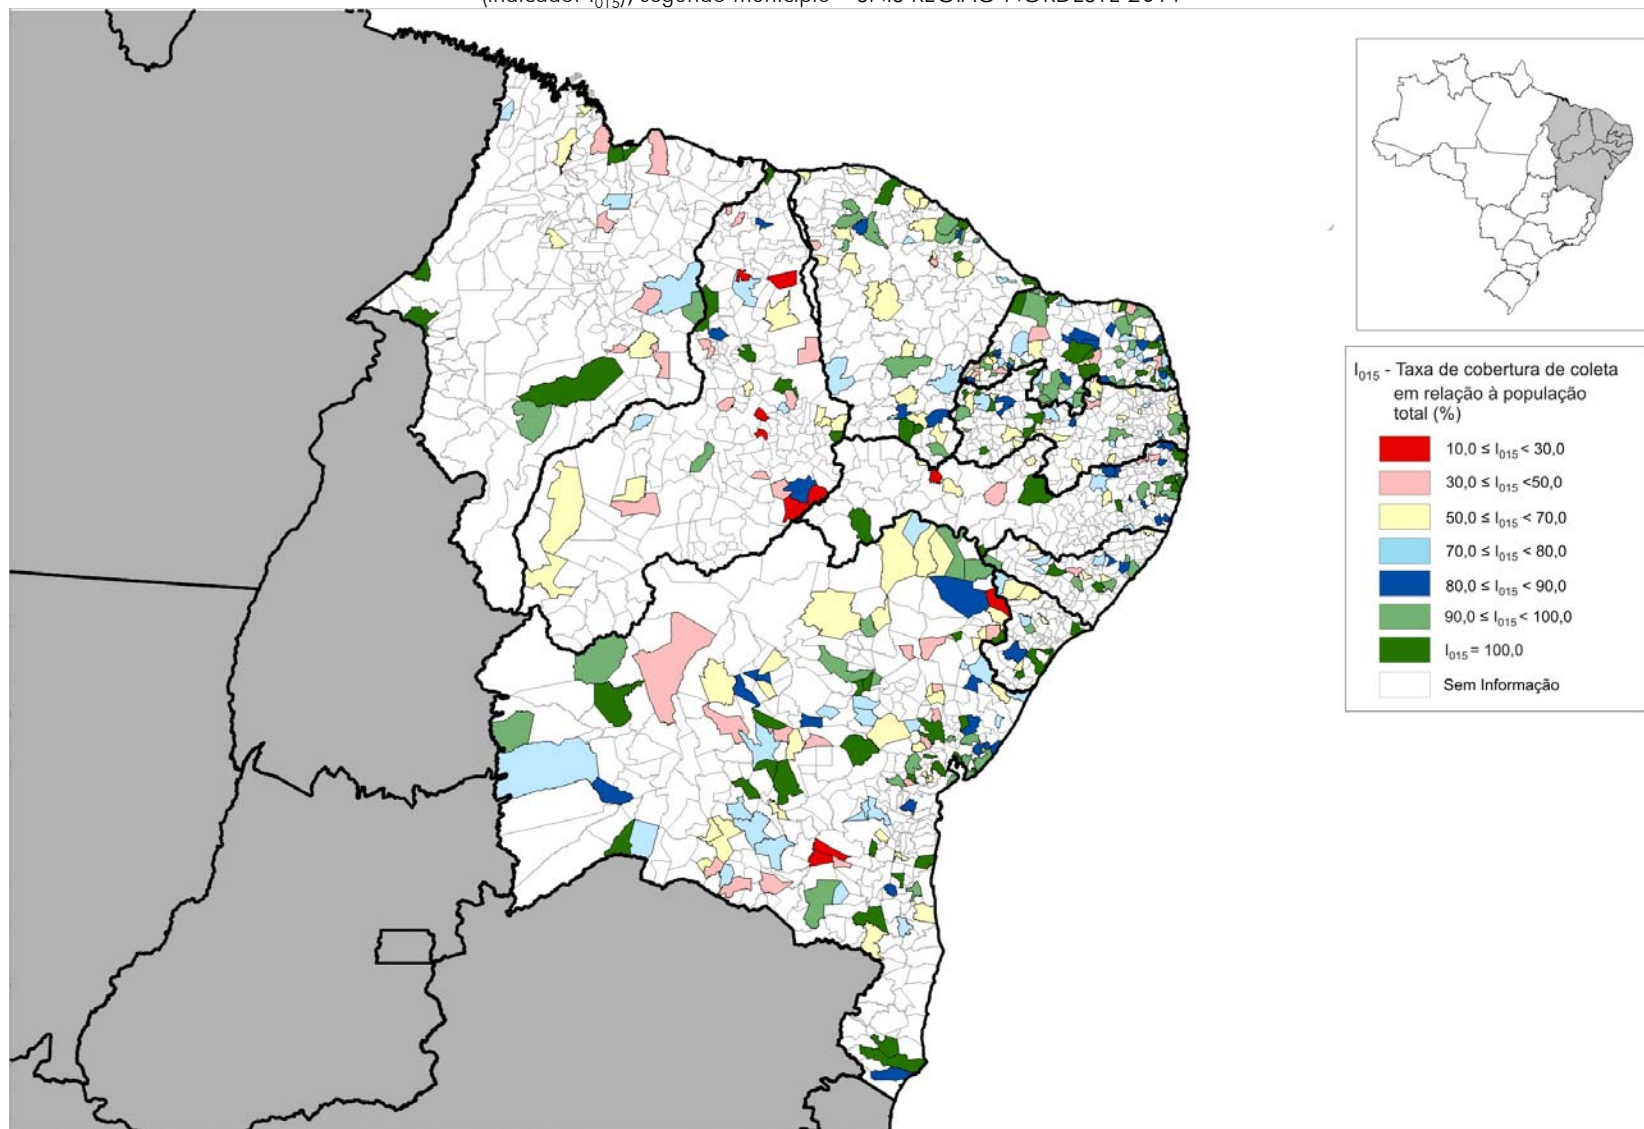 I015 - Taxa de cobertura de coleta
em relação à população
total (%)
10,0 ≤ I015 < 30,0
30,0 ≤ I015 <50,0
50,0 ≤ I015 < 70,0
70,0 ≤ I015 < 80,0
80,0 ≤ I015 < 90,0
90,0 ≤ I015 < 100,0
I015 = 100,0
Sem Informação